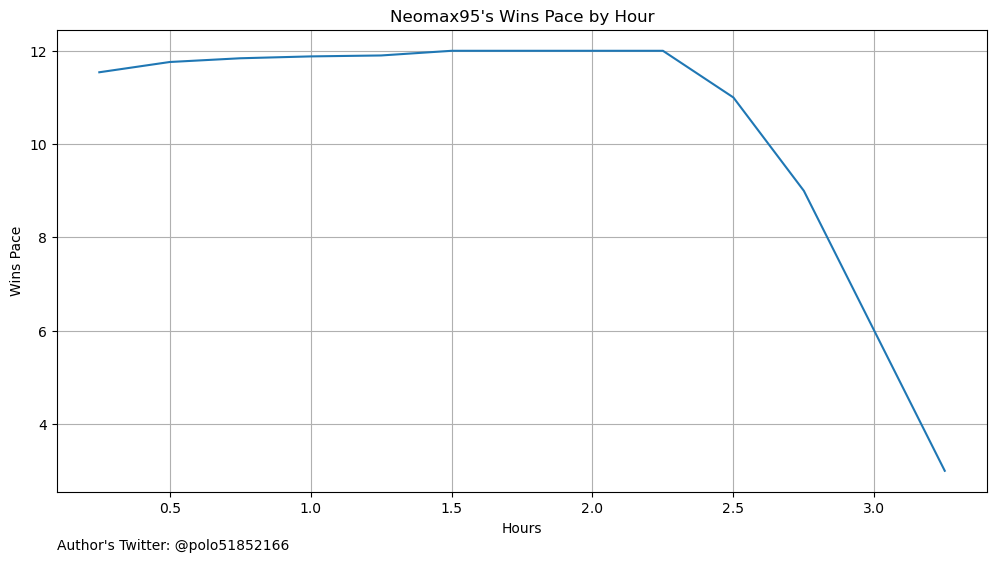 Neomax95's Wins Pace by Hour
12
10
8
6
4
Wins Pace
0.5 1.0 1.5 2.0 2.5 3.0
Hours
Author's Twitter: @polo51852166